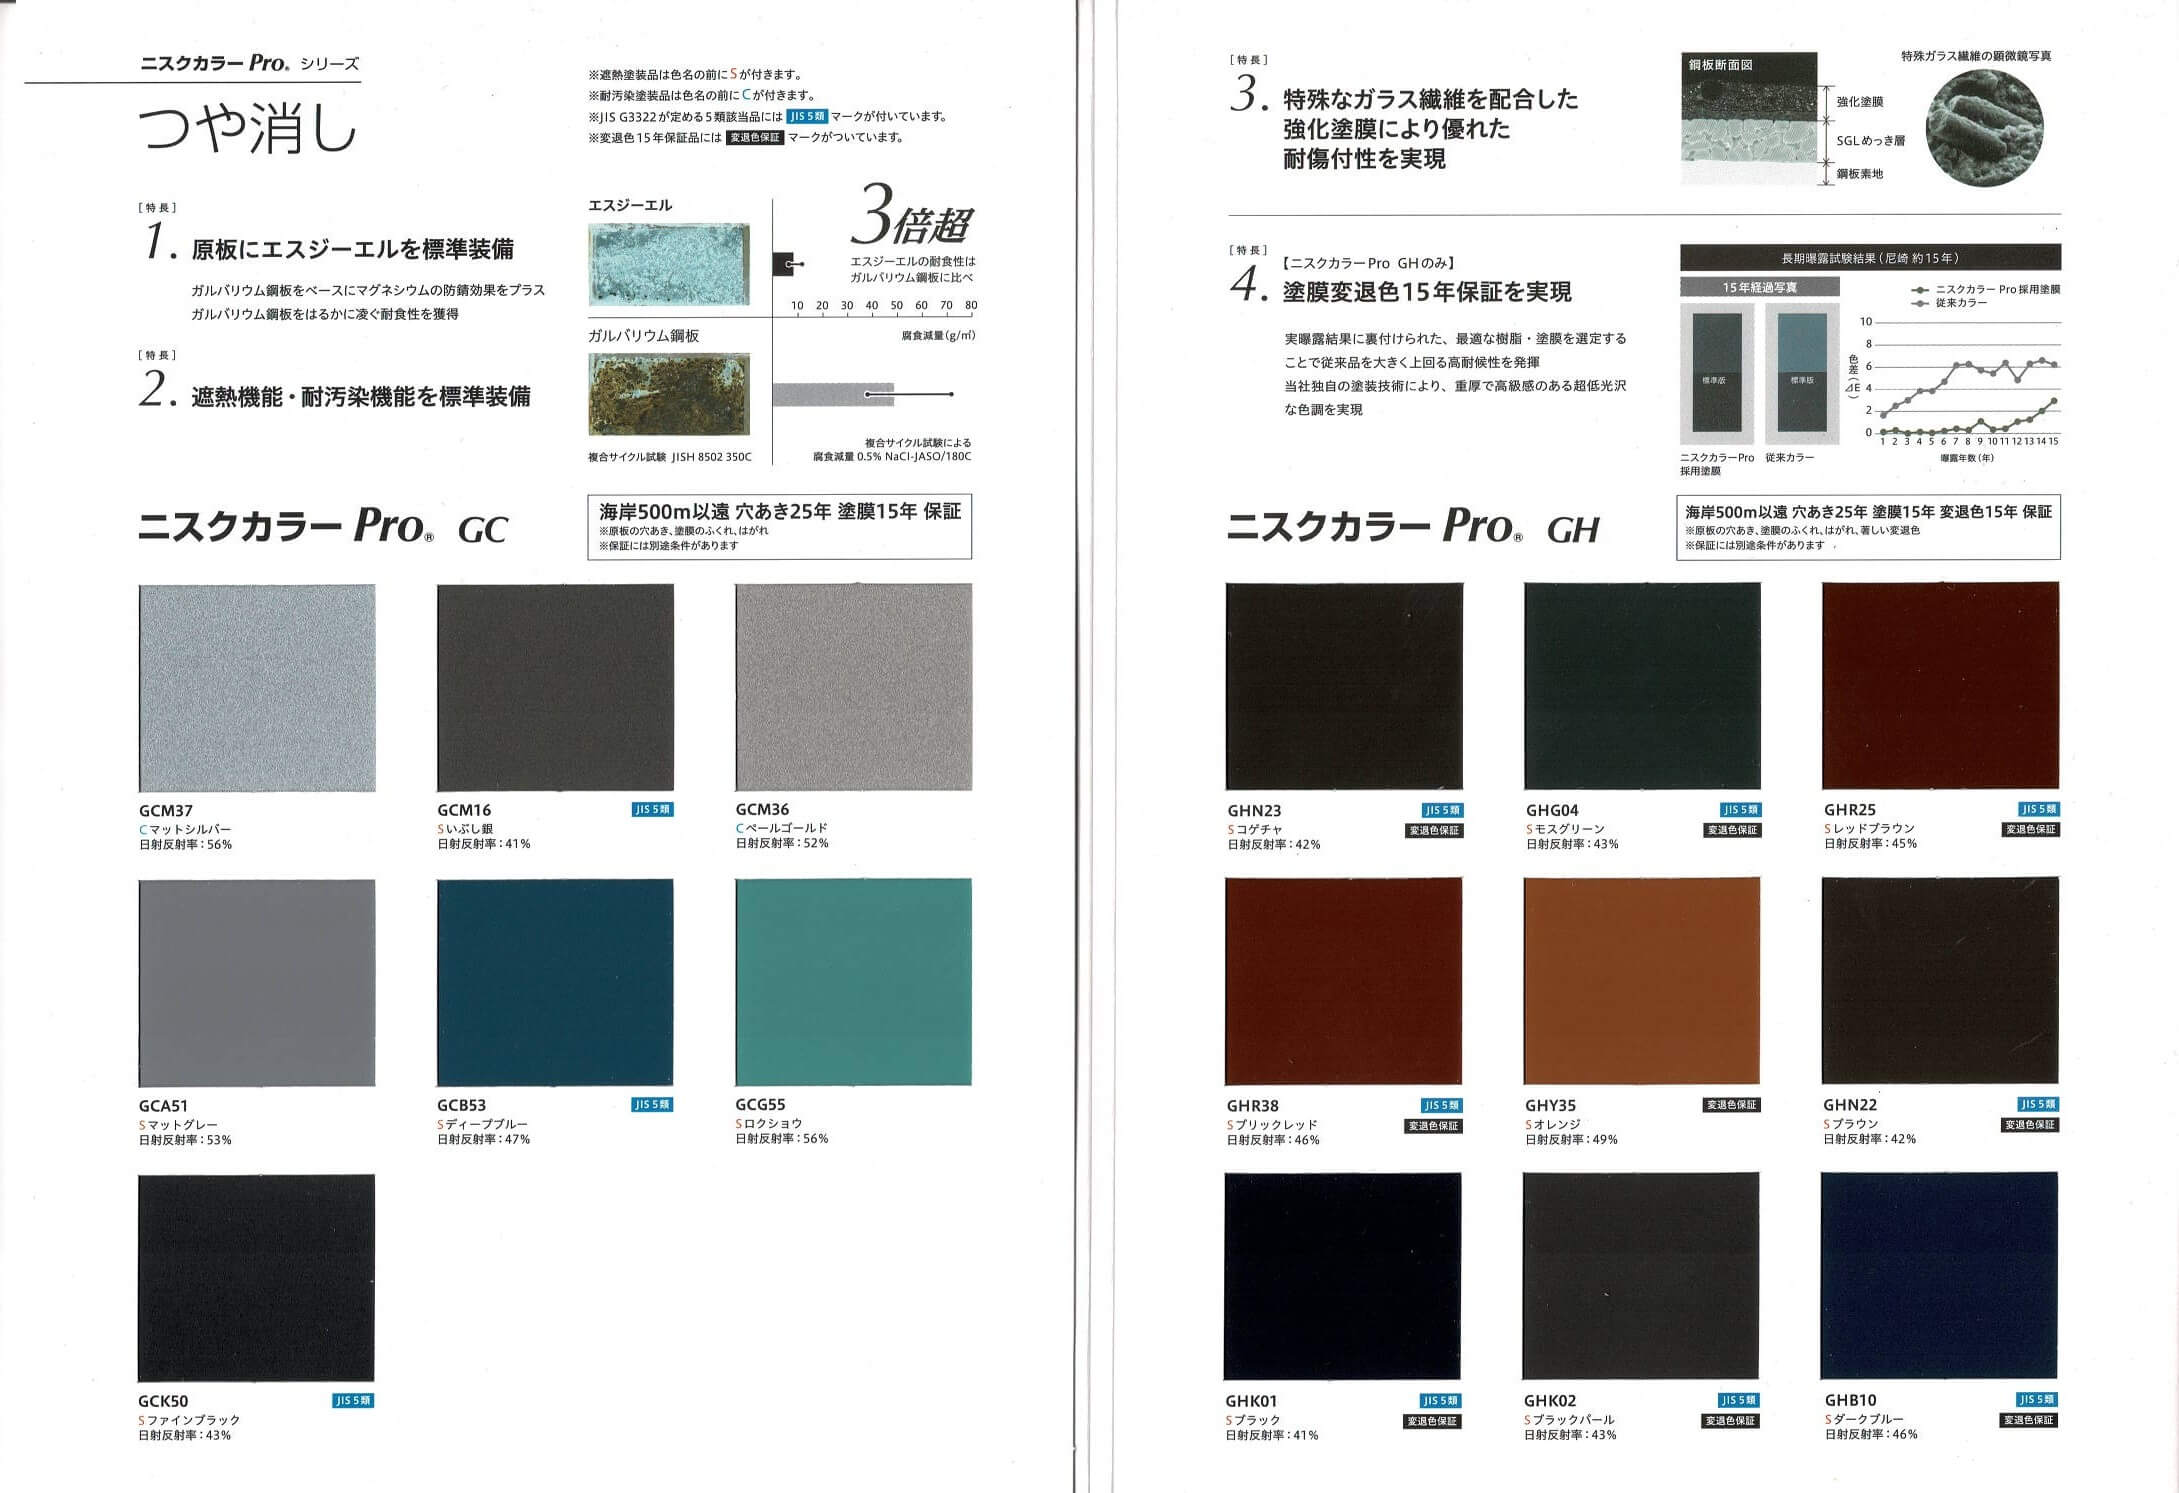 ニスクカラー Pro® シリーズ
つや消し
※遮熱塗装品は色名の前にSが付きます。
※耐汚染塗装品は色名の前にCが付きます。
※JIS G3322が定める5類該当品には JIS 5類 マークが付いています。
※変退色15年保証品には 変退色保証 マークがついています。
[特長]
1. 原板にエスジーエルを標準装備
ガルバリウム鋼板をベースにマグネシウムの防錆効果をプラス
ガルバリウム鋼板をはるかに凌ぐ耐食性を獲得
[特長]
2. 遮熱機能・耐汚染機能を標準装備
エスジーエル
3倍超
エスジーエルの耐食性は
ガルバリウム鋼板に比べ
10 20 30 40 50 60 70 80
ガルバリウム鋼板
腐食減量(g/㎡)
複合サイクル試験 JISH 8502 350C
複合サイクル試験による
腐食減量 0.5% NaCl-JASO/180C
ニスクカラー Pro® GC
海岸500m以遠 穴あき25年 塗膜15年 保証
※原板の穴あき、塗膜のふくれ、はがれ
※保証には別途条件があります
GCM37
Cマットシルバー
日射反射率：56%
GCM16 JIS 5類
Sいぶし銀
日射反射率：41%
GCM36
Cペールゴールド
日射反射率：52%
GCA51
Sマットグレー
日射反射率：53%
GCB53 JIS 5類
Sディープブルー
日射反射率：47%
GCG55
Sロクショウ
日射反射率：56%
GCK50 JIS 5類
Sファインブラック
日射反射率：43%
[特長]
3. 特殊なガラス繊維を配合した
強化塗膜により優れた
耐傷付性を実現
鋼板断面図
強化塗膜
SGLめっき層
鋼板素地
特殊ガラス繊維の顕微鏡写真
[特長]
4. 【ニスクカラーPro GHのみ】
塗膜変退色15年保証を実現
実曝露結果に裏付けられた、最適な樹脂・塗膜を選定する
ことで従来品を大きく上回る高耐候性を発揮
当社独自の塗装技術により、重厚で高級感のある超低光沢
な色調を実現
長期曝露試験結果(尼崎 約15年)
15年経過写真
標準版
標準版
ニスクカラーPro
採用塗膜
従来カラー
ニスクカラー Pro採用塗膜
従来カラー
色差(⊿E)
10
8
6
4
2
0
1 2 3 4 5 6 7 8 9 10 11 12 13 14 15
曝露年数(年)
ニスクカラー Pro® GH
海岸500m以遠 穴あき25年 塗膜15年 変退色15年 保証
※原板の穴あき、塗膜のふくれ、はがれ、著しい変退色
※保証には別途条件があります
GHN23 JIS 5類
Sコゲチャ 変退色保証
日射反射率：42%
GHG04 JIS 5類
Sモスグリーン 変退色保証
日射反射率：43%
GHR25 JIS 5類
Sレッドブラウン 変退色保証
日射反射率：45%
GHR38 JIS 5類
Sブリックレッド 変退色保証
日射反射率：46%
GHY35 変退色保証
Sオレンジ
日射反射率：49%
GHN22 JIS 5類
Sブラウン 変退色保証
日射反射率：42%
GHK01 JIS 5類
Sブラック 変退色保証
日射反射率：41%
GHK02 JIS 5類
Sブラックパール 変退色保証
日射反射率：43%
GHB10 JIS 5類
Sダークブルー 変退色保証
日射反射率：46%